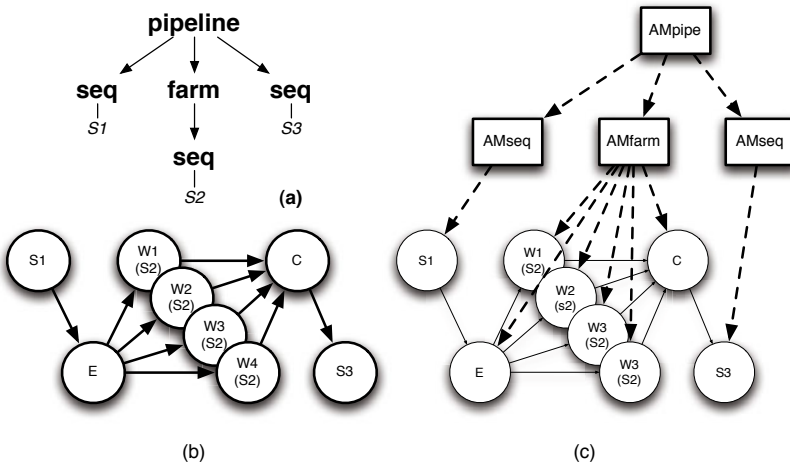 pipeline
seq farm seq
S1
S3
seq
S2
(a)
S1
W1
(S2)
W2
(S2)
W3
(S2)
W4
(S2)
C
E
S3
(b)
AMpipe
AMseq
AMfarm
AMseq
S1
W1
(S2)
W2
(s2)
W3
(S2)
W3
(S2)
C
E
S3
(c)